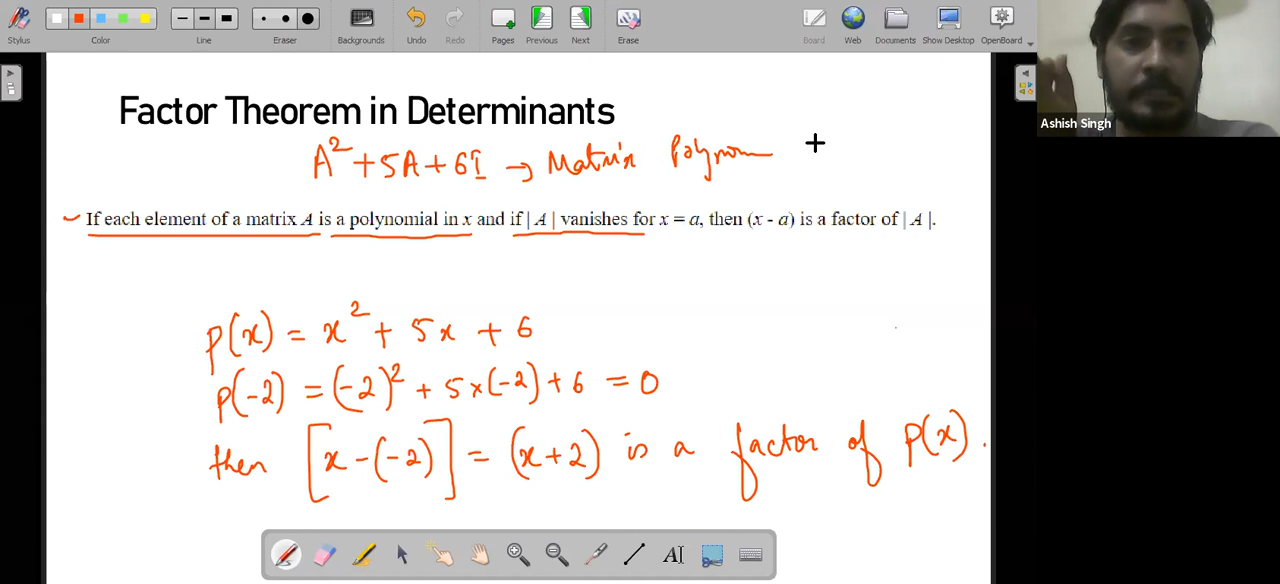 Stylus Color Line Eraser Backgrounds Undo Redo Pages Previous Next Erase Board Web Documents Show Desktop OpenBoard
Ashish Singh
Factor Theorem in Determinants
A² + 5A + 6I → Matrix Polynom
If each element of a matrix A is a polynomial in x and if | A | vanishes for x = a, then (x - a) is a factor of | A |.
P(x) = x² + 5x + 6
P(-2) = (-2)² + 5×(-2) + 6 = 0
then [x - (-2)] = (x+2) is a factor of P(x).